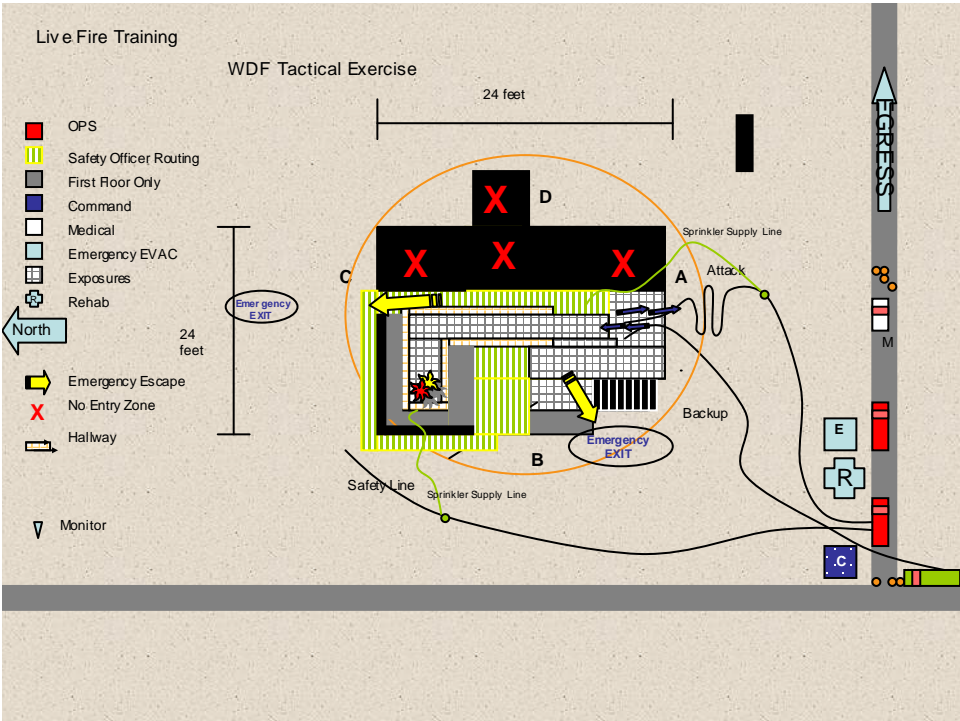 Live Fire Training
WDF Tactical Exercise
24 feet
OPS
Safety Officer Routing
First Floor Only
Command
Medical
Emergency EVAC
Exposures
R
Rehab
North
Emergency Escape
X
No Entry Zone
Hallway
Monitor
24
feet
Emergency
EXIT
X
D
X
X
X
C
A
Sprinkler Supply Line
Attack
EGRESS
M
Backup
Emergency
EXIT
B
Safety Line
Sprinkler Supply Line
E
R
.C.